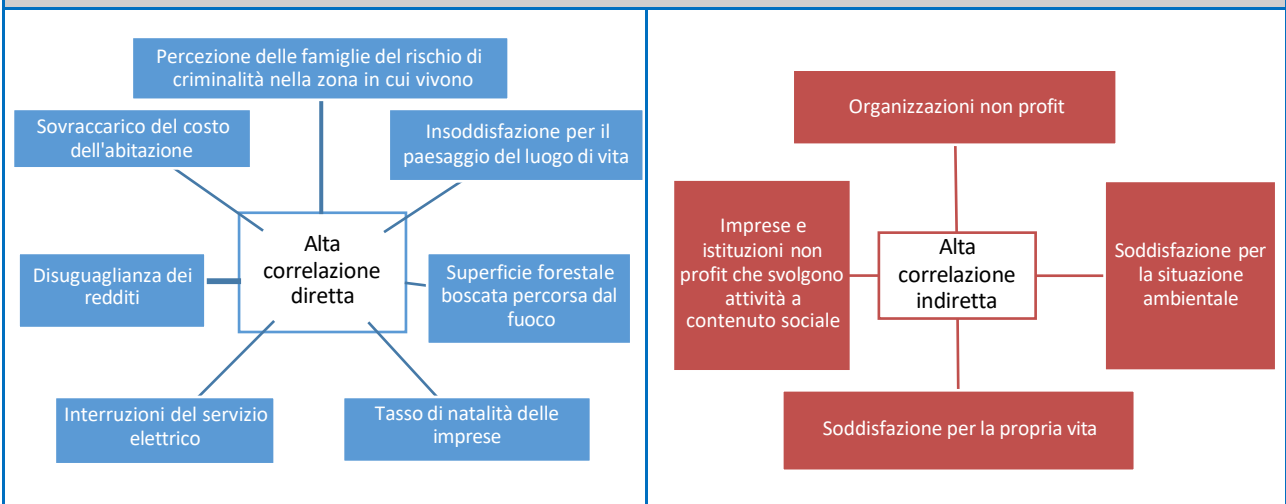 Percezione delle famiglie del rischio di
criminalità nella zona in cui vivono
Sovraccarico del costo
dell'abitazione
Insoddisfazione per il
paesaggio del luogo di vita
Alta
correlazione
diretta
Disuguaglianza dei
redditi
Superficie forestale
boscata percorsa dal
fuoco
Interruzioni del servizio
elettrico
Tasso di natalità delle
imprese
Organizzazioni non profit
Imprese e
istituzioni non
profit che svolgono
attività a
contenuto sociale
Alta
correlazione
indiretta
Soddisfazione per
la situazione
ambientale
Soddisfazione per la propria vita